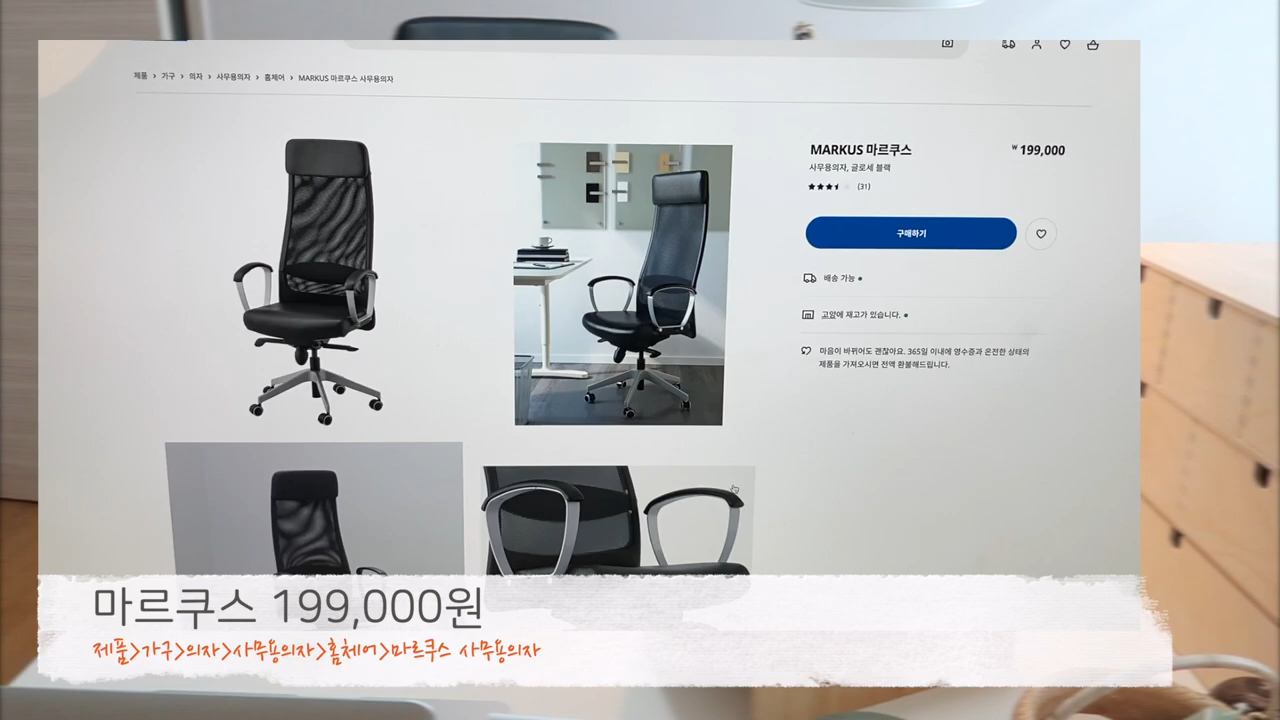 제품 > 가구 > 의자 > 사무용의자 > 홈체어 > MARKUS 마르쿠스 사무용의자
MARKUS 마르쿠스 ₩ 199,000
사무용의자, 글로세 블랙
(31)
구매하기
배송 가능
고양에 재고가 있습니다.
마음이 바뀌어도 괜찮아요. 365일 이내에 영수증과 온전한 상태의
제품을 가져오시면 전액 환불해드립니다.
마르쿠스 199,000원
제품>가구>의자>사무용의자>홈체어>마르쿠스 사무용의자